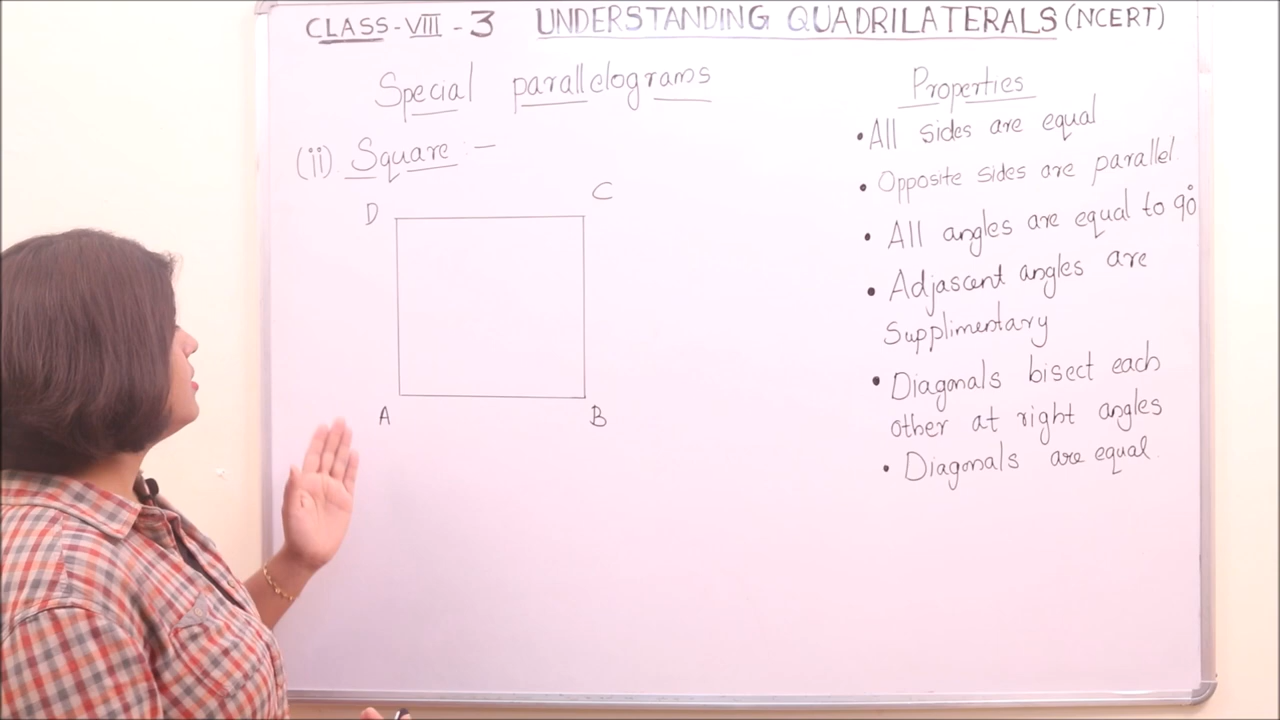 CLASS-VIII - 3 UNDERSTANDING QUADRILATERALS (NCERT)
Special parallelograms
(ii) Square :-
D
C
A
B
Properties
• All sides are equal
• Opposite sides are parallel.
• All angles are equal to 90°
• Adjascent angles are
Supplimentary
• Diagonals bisect each
other at right angles
• Diagonals are equal.